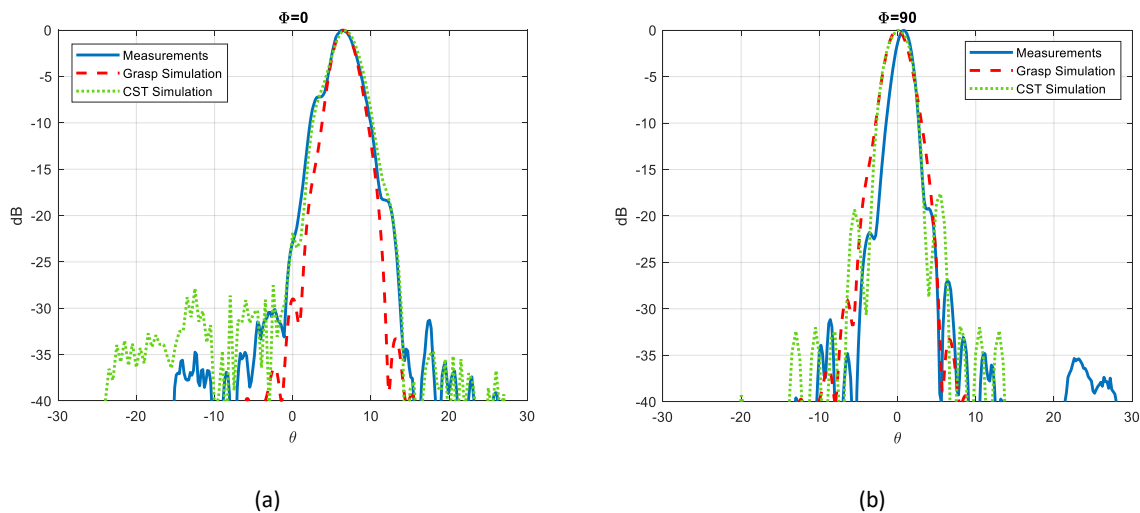 Φ=0
0
-5
-10
-15
-20
-25
-30
-35
-40
dB
Measurements
Grasp Simulation
CST Simulation
-30 -20 -10 0 10 20 30
θ
(a)
Φ=90
0
-5
-10
-15
-20
-25
-30
-35
-40
dB
Measurements
Grasp Simulation
CST Simulation
-30 -20 -10 0 10 20 30
θ
(b)